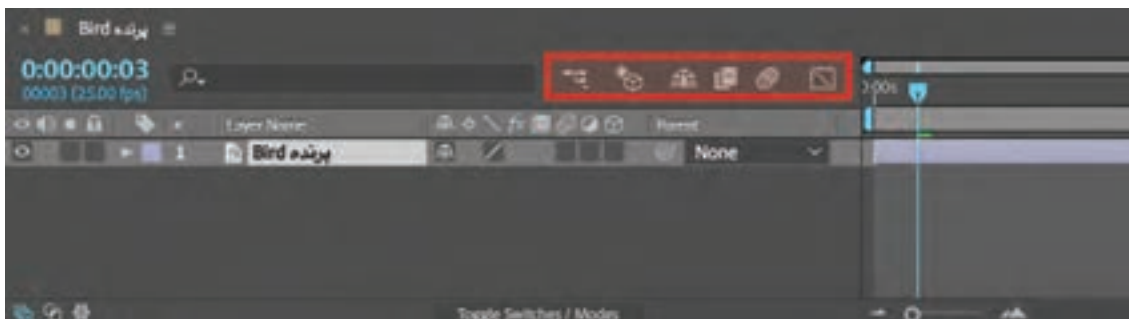 Bird پرنده
0:00:00:03
00003 (25.00 fps)
0:00s
Layer Name
Parent
1
Bird پرنده
None
Toggle Switches / Modes